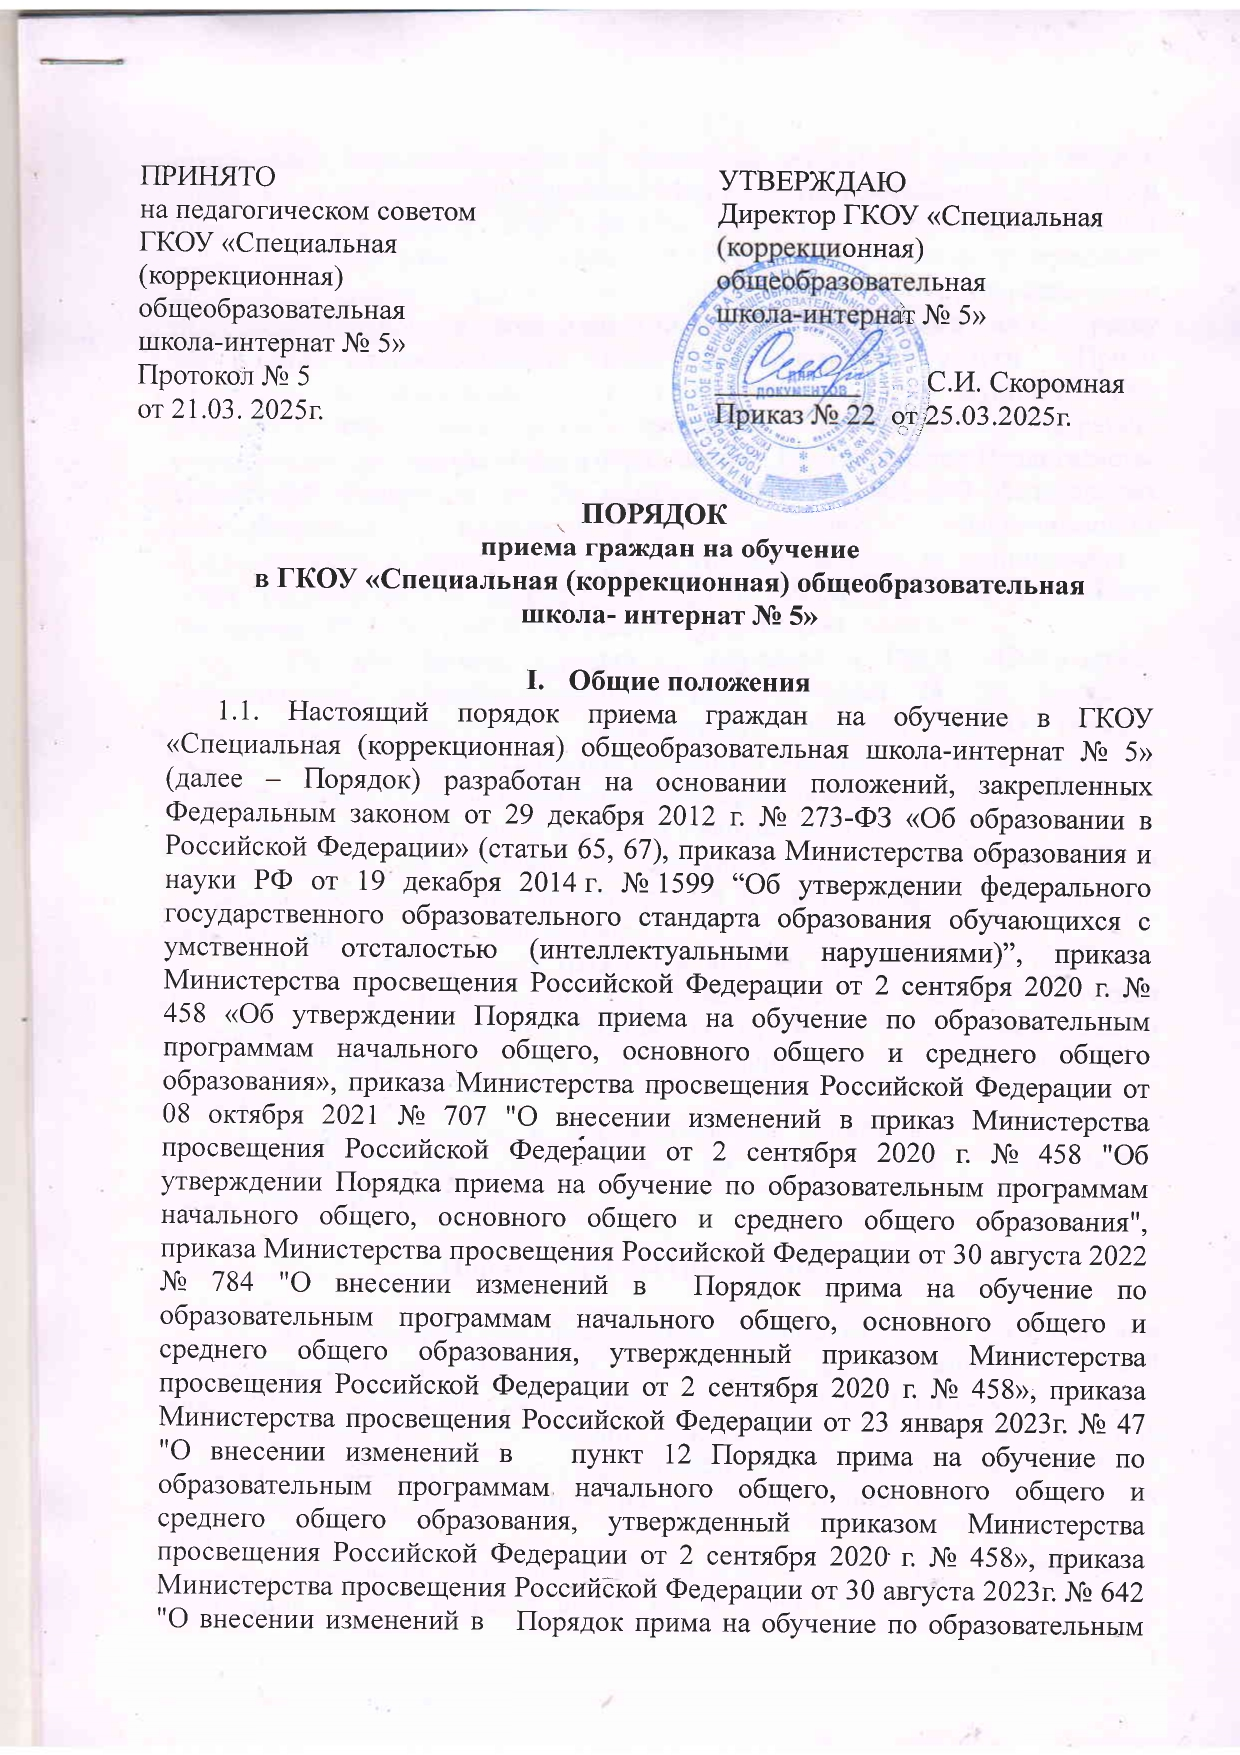 ПРИНЯТО
на педагогическом советом
ГКОУ «Специальная
(коррекционная)
общеобразовательная
школа-интернат № 5»
Протокол № 5
от 21.03. 2025г.
УТВЕРЖДАЮ
Директор ГКОУ «Специальная
(коррекционная)
общеобразовательная
школа-интернат № 5»
С.И. Скоромная
Приказ № 22 от 25.03.2025г.
ДЛЯ
ДОКУМЕНТОВ
ПОРЯДОК
приема граждан на обучение
в ГКОУ «Специальная (коррекционная) общеобразовательная
школа- интернат № 5»
I. Общие положения
1.1. Настоящий порядок приема граждан на обучение в ГКОУ
«Специальная (коррекционная) общеобразовательная школа-интернат № 5»
(далее – Порядок) разработан на основании положений, закрепленных
Федеральным законом от 29 декабря 2012 г. № 273-ФЗ «Об образовании в
Российской Федерации» (статьи 65, 67), приказа Министерства образования и
науки РФ от 19 декабря 2014 г. № 1599 “Об утверждении федерального
государственного образовательного стандарта образования обучающихся с
умственной отсталостью (интеллектуальными нарушениями)”, приказа
Министерства просвещения Российской Федерации от 2 сентября 2020 г. №
458 «Об утверждении Порядка приема на обучение по образовательным
программам начального общего, основного общего и среднего общего
образования», приказа Министерства просвещения Российской Федерации от
08 октября 2021 № 707 "О внесении изменений в приказ Министерства
просвещения Российской Федерации от 2 сентября 2020 г. № 458 "Об
утверждении Порядка приема на обучение по образовательным программам
начального общего, основного общего и среднего общего образования",
приказа Министерства просвещения Российской Федерации от 30 августа 2022
№ 784 "О внесении изменений в Порядок прима на обучение по
образовательным программам начального общего, основного общего и
среднего общего образования, утвержденный приказом Министерства
просвещения Российской Федерации от 2 сентября 2020 г. № 458», приказа
Министерства просвещения Российской Федерации от 23 января 2023г. № 47
"О внесении изменений в пункт 12 Порядка прима на обучение по
образовательным программам начального общего, основного общего и
среднего общего образования, утвержденный приказом Министерства
просвещения Российской Федерации от 2 сентября 2020 г. № 458», приказа
Министерства просвещения Российской Федерации от 30 августа 2023г. № 642
"О внесении изменений в Порядок прима на обучение по образовательным